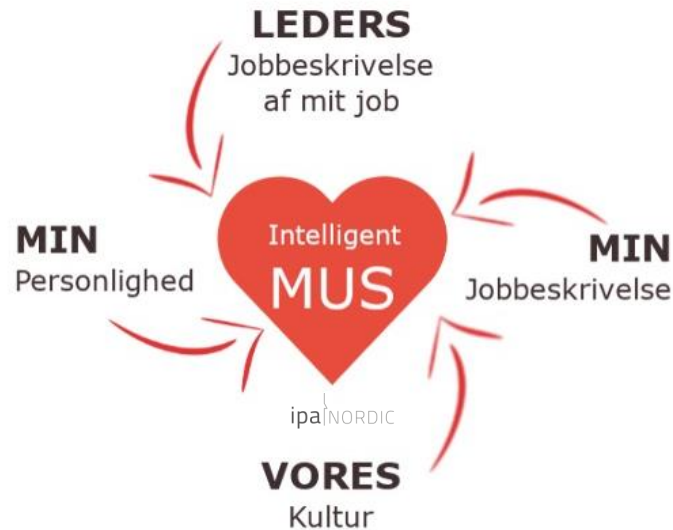 LEDERS
Jobbeskrivelse
af mit job
MIN
Personlighed
Intelligent
MUS
MIN
Jobbeskrivelse
ipa NORDIC
VORES
Kultur